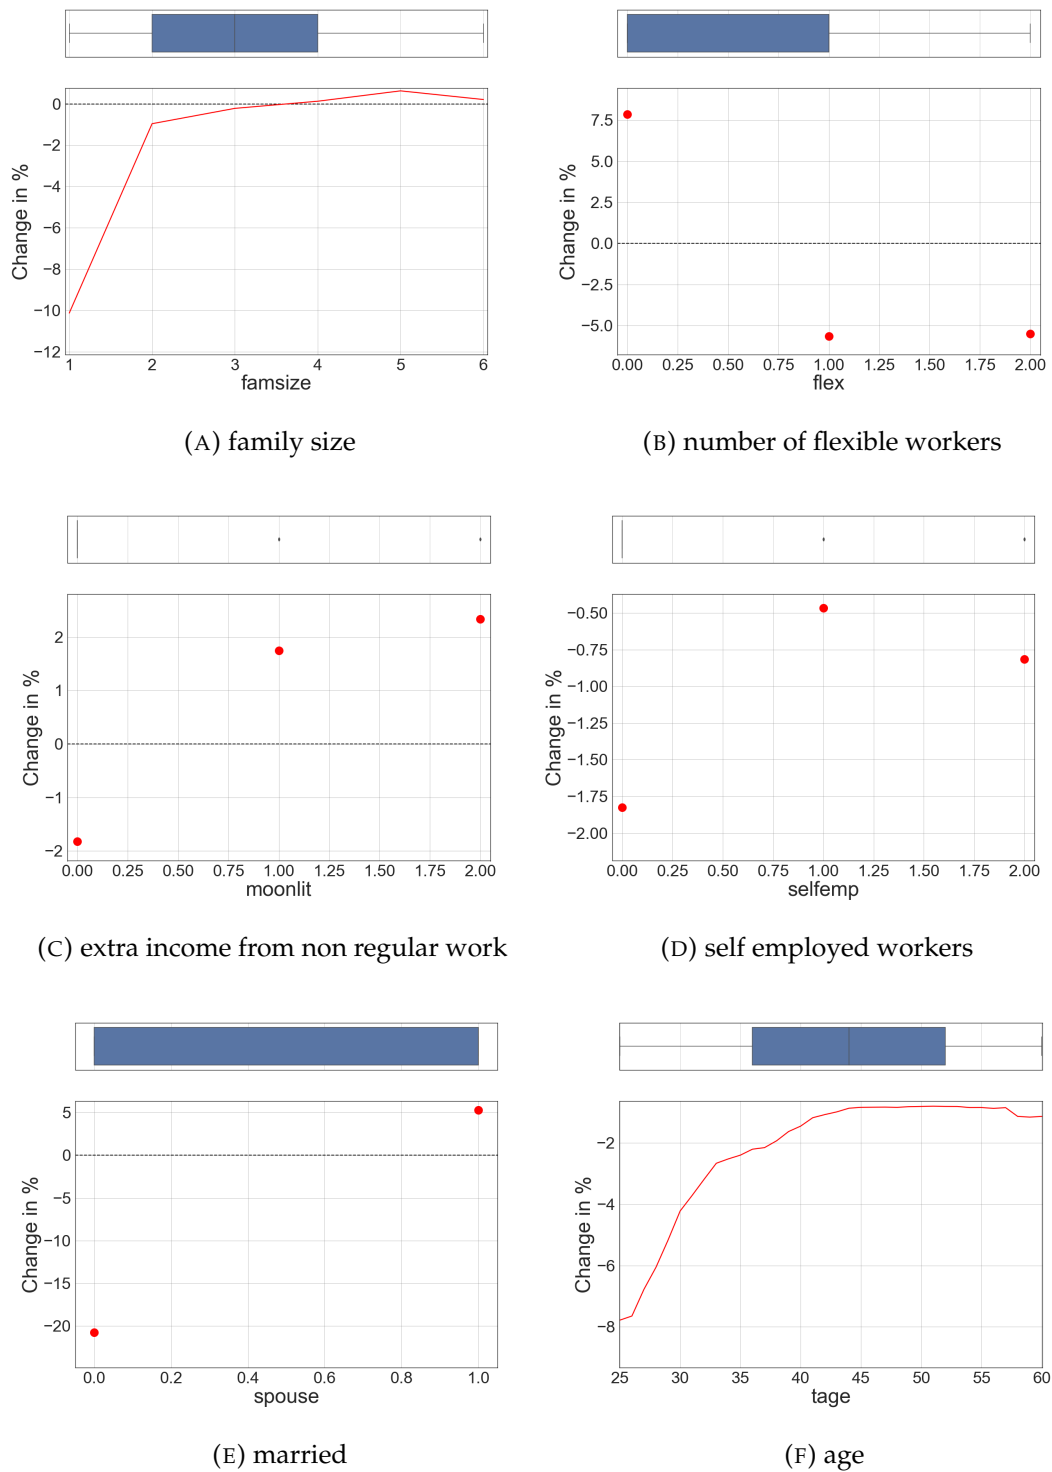 0
−2
−4
−6
−8
−10
−12
Change in %
1 2 3 4 5 6
famsize
(A) family size
7.5
5.0
2.5
0.0
−2.5
−5.0
Change in %
0.00 0.25 0.50 0.75 1.00 1.25 1.50 1.75 2.00
flex
(B) number of flexible workers
2
1
0
−1
−2
Change in %
0.00 0.25 0.50 0.75 1.00 1.25 1.50 1.75 2.00
moonlit
(C) extra income from non regular work
−0.50
−0.75
−1.00
−1.25
−1.50
−1.75
−2.00
Change in %
0.00 0.25 0.50 0.75 1.00 1.25 1.50 1.75 2.00
selfemp
(D) self employed workers
5
0
−5
−10
−15
−20
Change in %
0.0 0.2 0.4 0.6 0.8 1.0
spouse
(E) married
−2
−4
−6
−8
Change in %
25 30 35 40 45 50 55 60
tage
(F) age